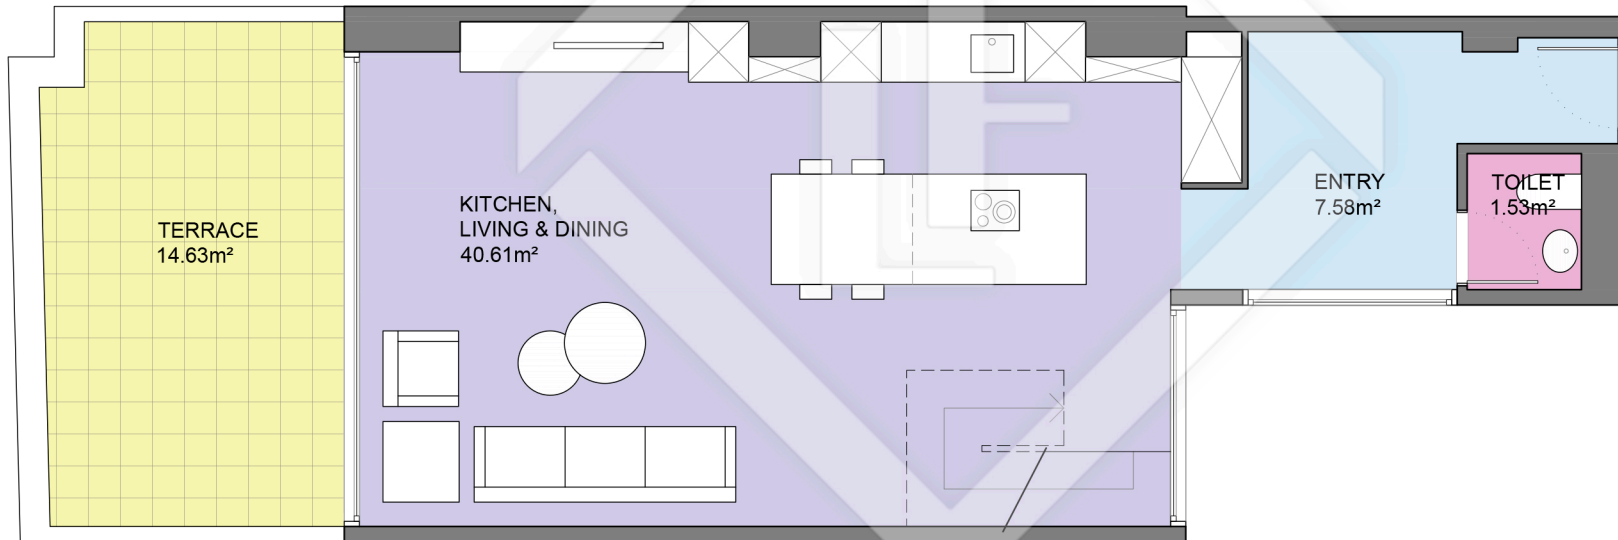 TERRACE
14.63m²
KITCHEN,
LIVING & DINING
40.61m²
ENTRY
7.58m²
TOILET
1.53m²